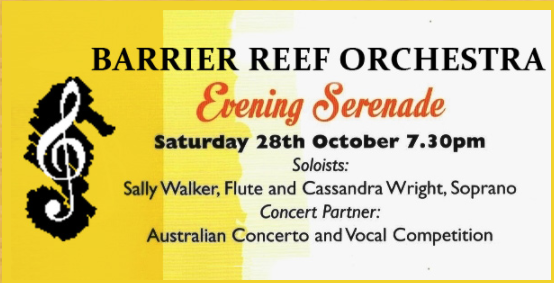 BARRIER REEF ORCHESTRA
Evening Serenade
Saturday 28th October 7.30pm
Soloists:
Sally Walker, Flute and Cassandra Wright, Soprano
Concert Partner:
Australian Concerto and Vocal Competition